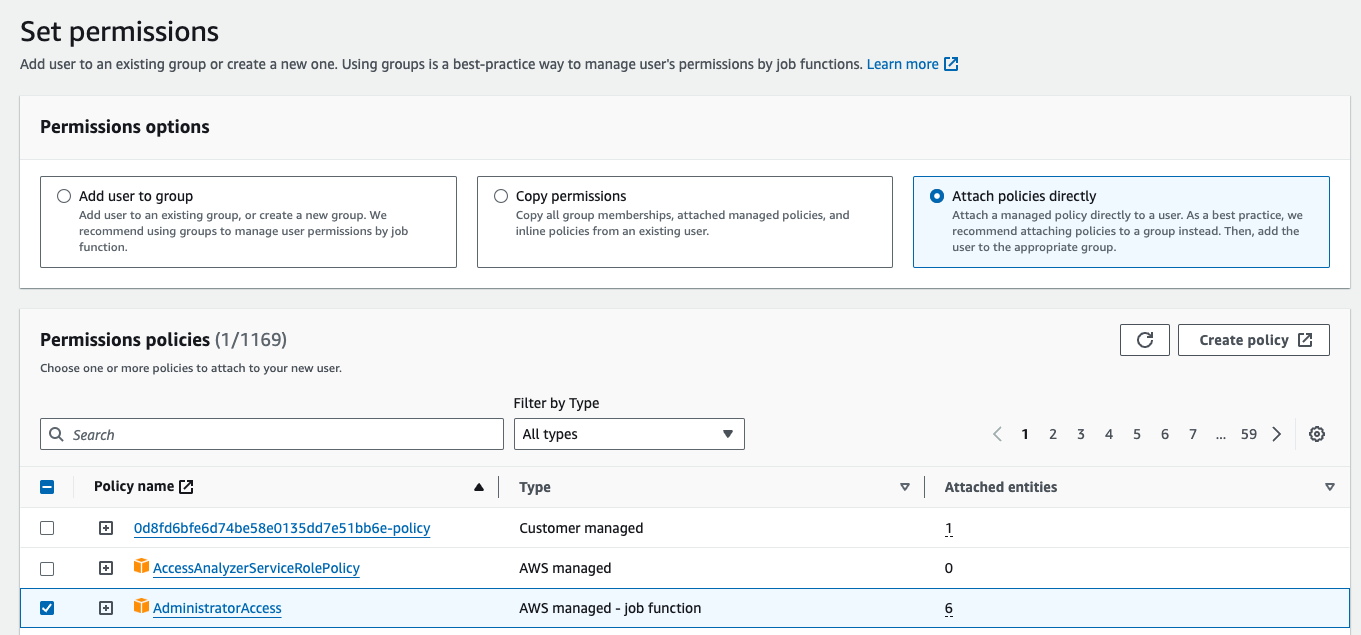 Set permissions
Add user to an existing group or create a new one. Using groups is a best-practice way to manage user's permissions by job functions. Learn more
Permissions options
Add user to group
Add user to an existing group, or create a new group. We
recommend using groups to manage user permissions by job
function.
Copy permissions
Copy all group memberships, attached managed policies, and
inline policies from an existing user.
Attach policies directly
Attach a managed policy directly to a user. As a best practice, we
recommend attaching policies to a group instead. Then, add the
user to the appropriate group.
Permissions policies (1/1169)
Create policy
Choose one or more policies to attach to your new user.
Filter by Type
Search
All types
1 2 3 4 5 6 7 ... 59
Policy name Type Attached entities
0d8fd6bfe6d74be58e0135dd7e51bb6e-policy Customer managed 1
AccessAnalyzerServiceRolePolicy AWS managed 0
AdministratorAccess AWS managed - job function 6